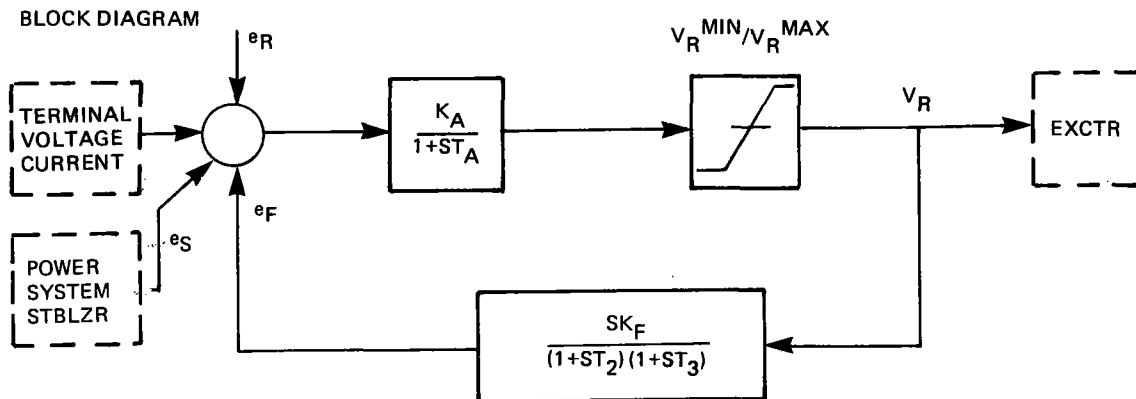 BLOCK DIAGRAM
e_R
V_R^MIN/V_R^MAX
TERMINAL
VOLTAGE
CURRENT
K_A
1+ST_A
V_R
EXCTR
e_F
e_S
POWER
SYSTEM
STBLZR
SK_F
(1+ST_2)(1+ST_3)